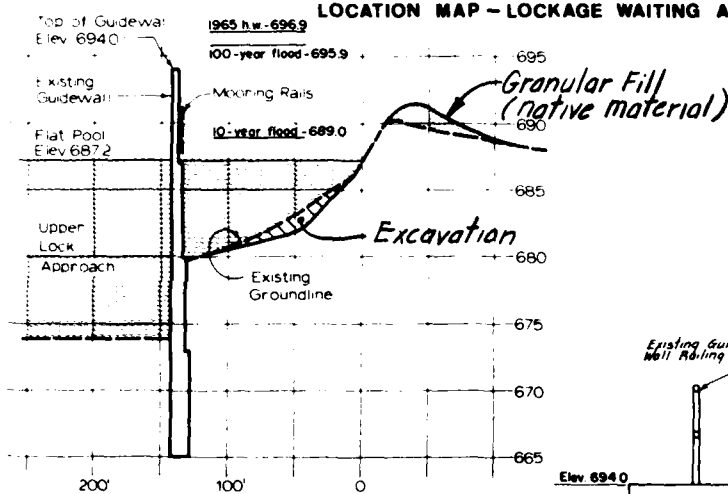 LOCATION MAP – LOCKAGE WAITING A
Top of Guidewall
Elev. 694.0
1965 h.w.-696.9
100-year flood-695.9
Existing
Guidewall
Mooring Rails
Flat Pool
Elev. 687.2
10-year flood-689.0
Granular Fill
(native material)
Upper
Lock
Approach
Excavation
Existing
Groundline
695
690
685
680
675
670
665
200'
100'
0
Existing
Wall Railing
Elev. 694.0